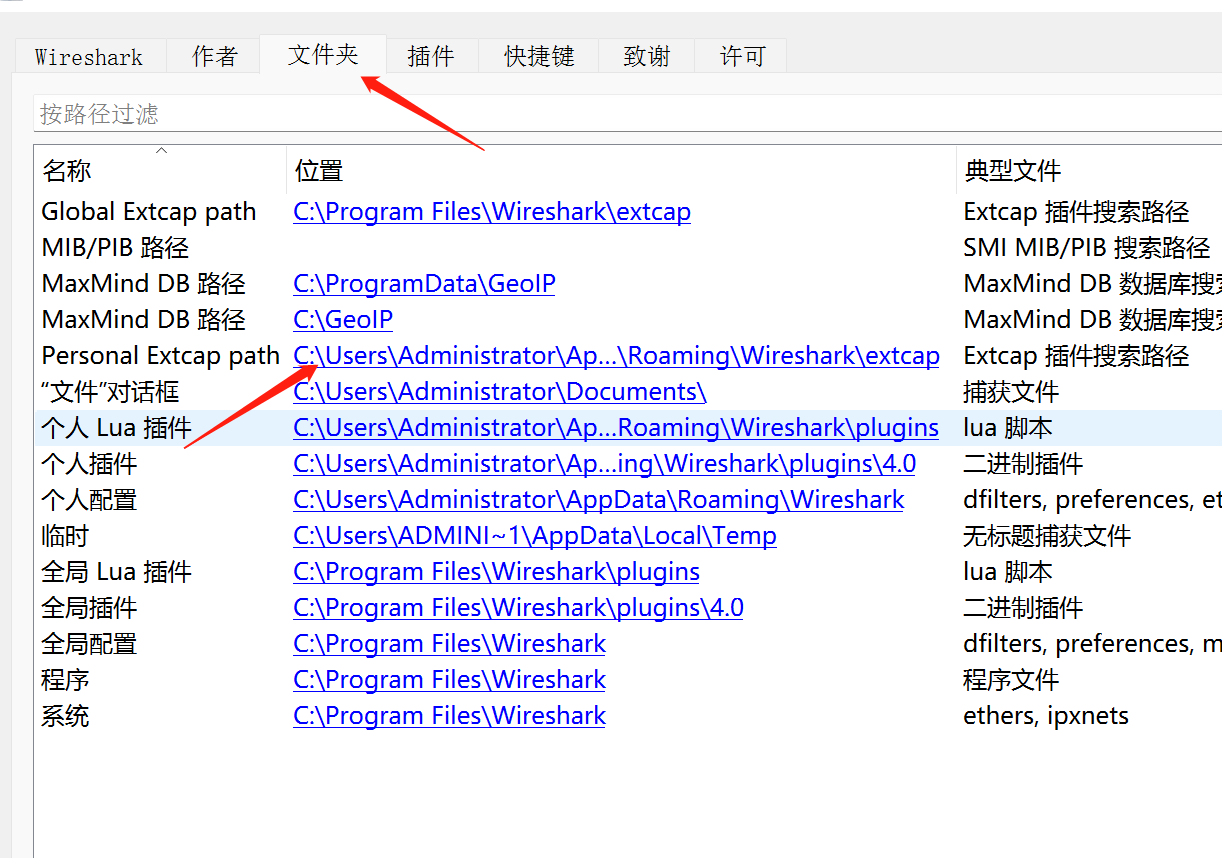 Wireshark 作者 文件夹 插件 快捷键 致谢 许可
按路径过滤
名称 位置 典型文件
Global Extcap path C:\Program Files\Wireshark\extcap Extcap 插件搜索路径
MIB/PIB 路径 SMI MIB/PIB 搜索路径
MaxMind DB 路径 C:\ProgramData\GeoIP MaxMind DB 数据库搜
MaxMind DB 路径 C:\GeoIP MaxMind DB 数据库搜
Personal Extcap path C:\Users\Administrator\Ap...\Roaming\Wireshark\extcap Extcap 插件搜索路径
“文件”对话框 C:\Users\Administrator\Documents\ 捕获文件
个人 Lua 插件 C:\Users\Administrator\Ap...Roaming\Wireshark\plugins lua 脚本
个人插件 C:\Users\Administrator\Ap...ing\Wireshark\plugins\4.0 二进制插件
个人配置 C:\Users\Administrator\AppData\Roaming\Wireshark dfilters, preferences, et
临时 C:\Users\ADMINI~1\AppData\Local\Temp 无标题捕获文件
全局 Lua 插件 C:\Program Files\Wireshark\plugins lua 脚本
全局插件 C:\Program Files\Wireshark\plugins\4.0 二进制插件
全局配置 C:\Program Files\Wireshark dfilters, preferences, m
程序 C:\Program Files\Wireshark 程序文件
系统 C:\Program Files\Wireshark ethers, ipxnets